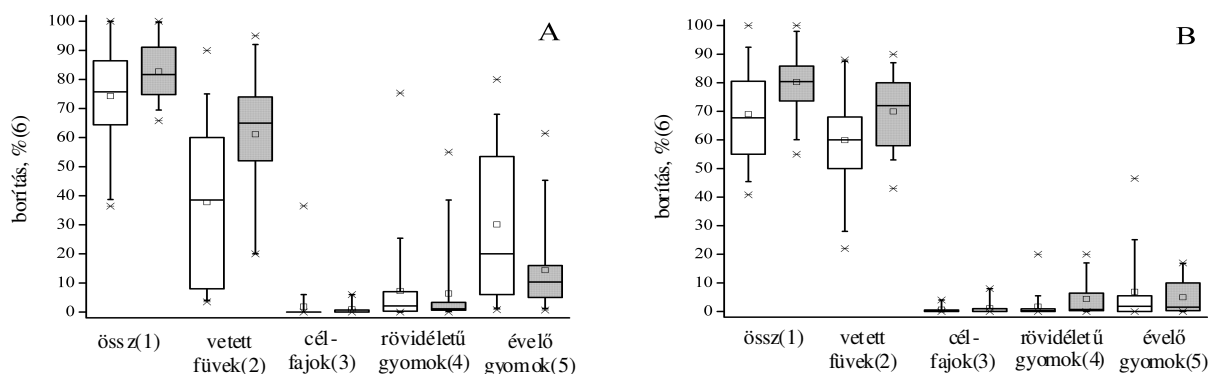 A
100
90
80
70
60
50
40
30
20
10
0
borítás, %(6)
össz(1)
vetett
füvek(2)
cél-
fajok(3)
rövidéletű
gyomok(4)
évelő
gyomok(5)
B
100
90
80
70
60
50
40
30
20
10
0
borítás, %(6)
össz(1)
vetett
füvek(2)
cél-
fajok(3)
rövidéletű
gyomok(4)
évelő
gyomok(5)